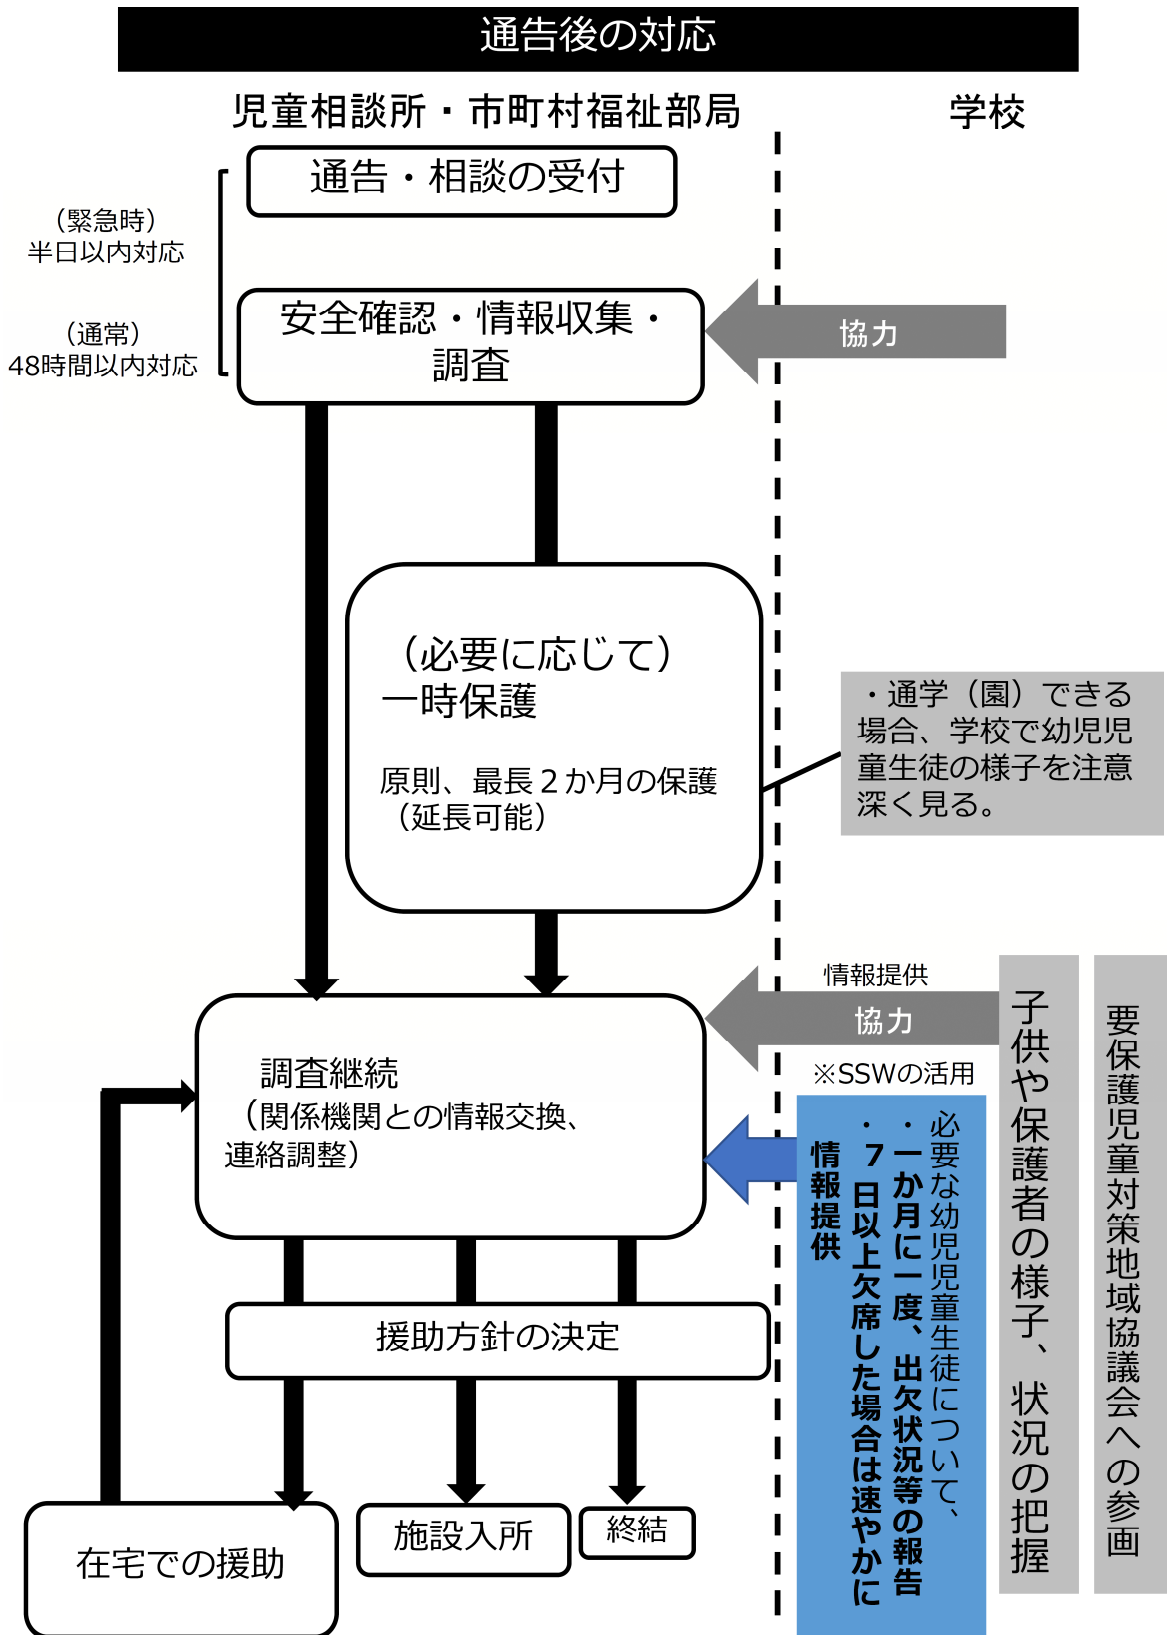 通告後の対応
児童相談所・市町村福祉部局
学校
通告・相談の受付
（緊急時）
半日以内対応
（通常）
48時間以内対応
安全確認・情報収集・
調査
協力
（必要に応じて）
一時保護
原則、最長２か月の保護
（延長可能）
・通学（園）できる
場合、学校で幼児児
童生徒の様子を注意
深く見る。
情報提供
協力
※SSWの活用
調査継続
（関係機関との情報交換、
連絡調整）
必要な幼児児童生徒について、
・一か月に一度、出欠状況等の報告
・７日以上欠席した場合は速やかに
情報提供
子供や保護者の様子、状況の把握
要保護児童対策地域協議会への参画
援助方針の決定
在宅での援助
施設入所
終結